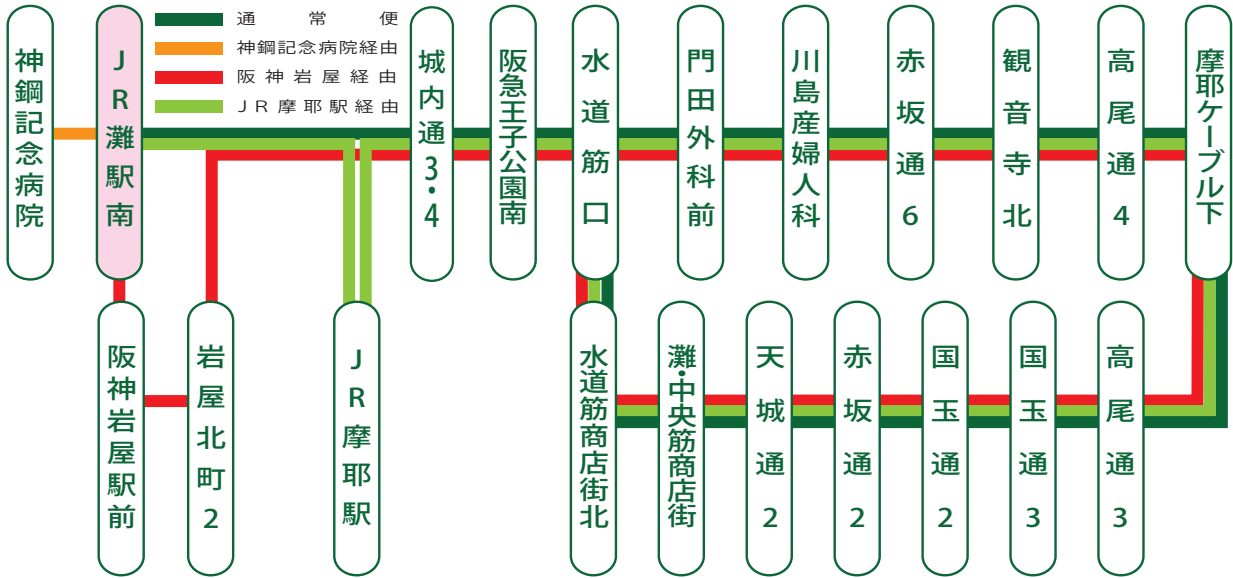 通常便
神鋼記念病院経由
阪神岩屋経由
JR摩耶駅経由
神鋼記念病院
JR灘駅南
城内通3・4
阪急王子公園南
水道筋口
門田外科前
川島産婦人科
赤坂通6
観音寺北
高尾通4
摩耶ケーブル下
阪神岩屋駅前
岩屋北町2
JR摩耶駅
水道筋商店街北
灘・中央筋商店街
天城通2
赤坂通2
国玉通2
国玉通3
高尾通3